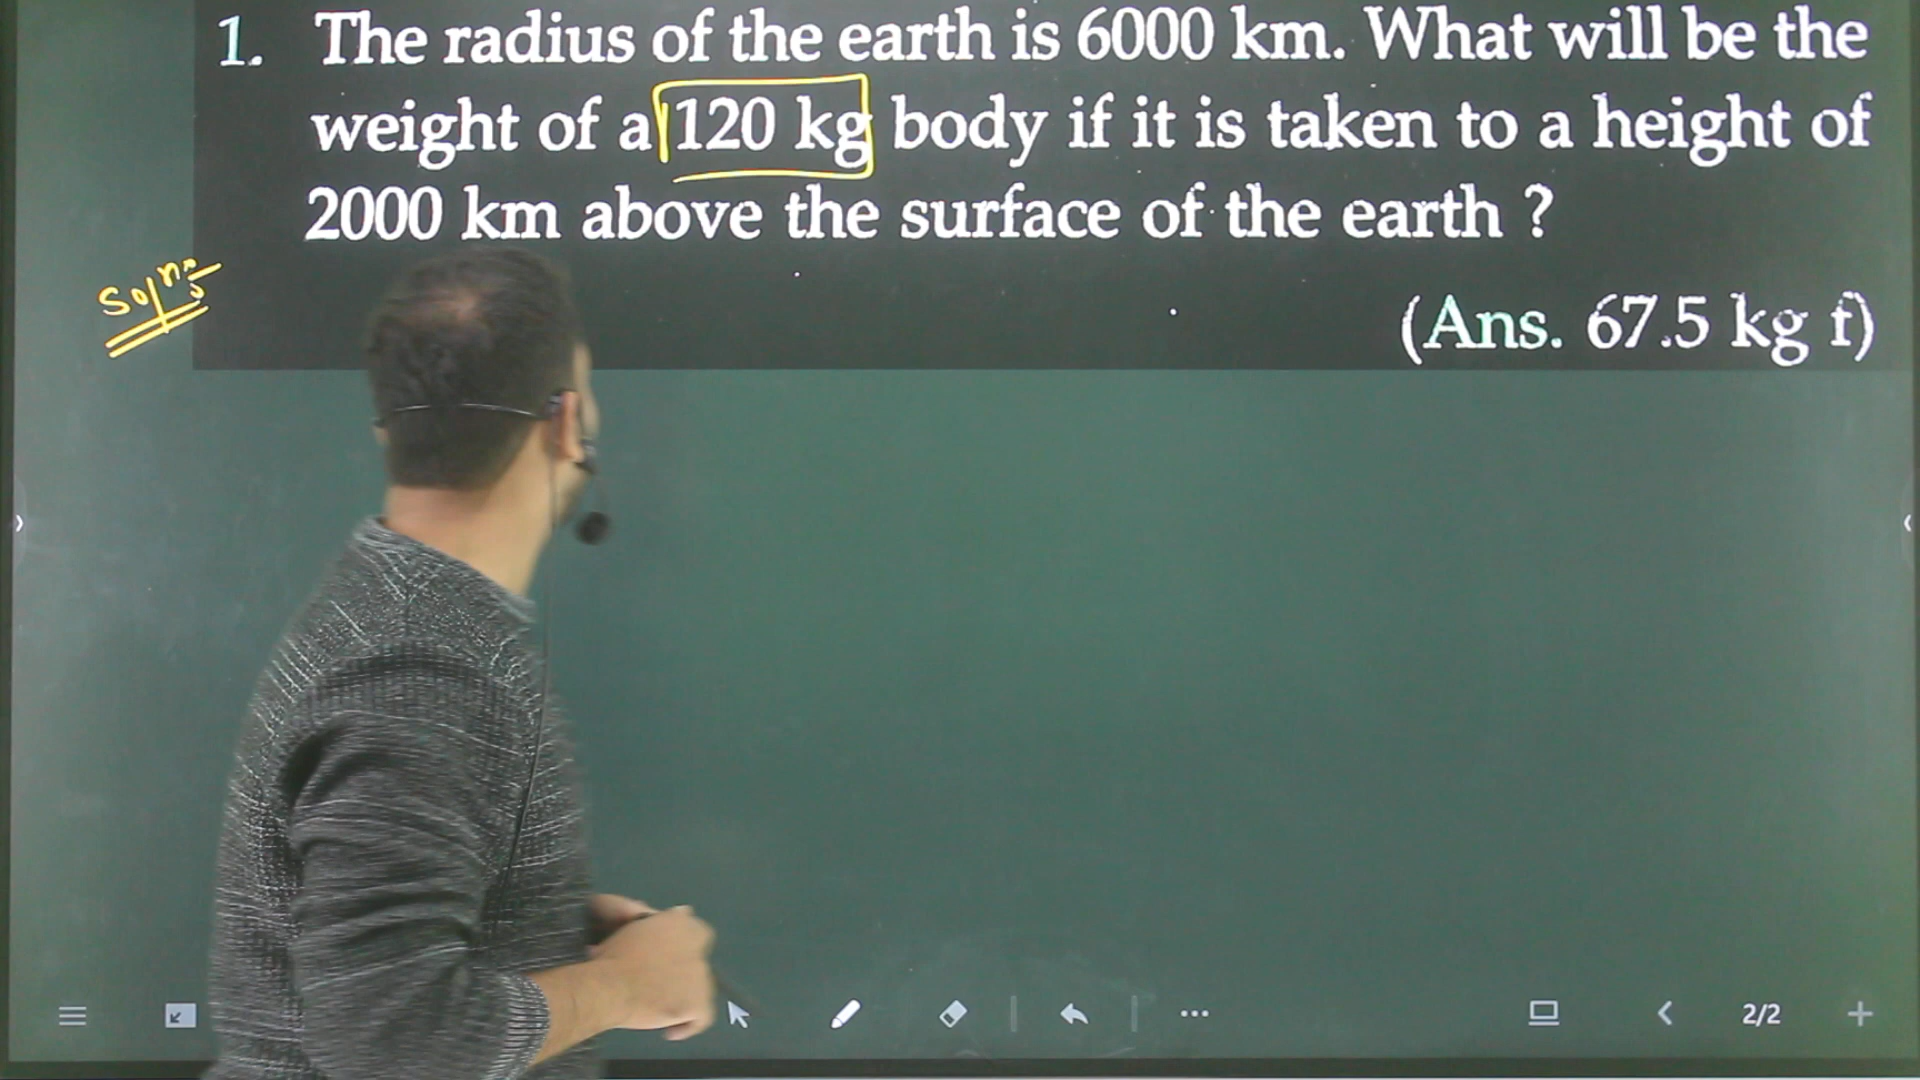 1. The radius of the earth is 6000 km. What will be the
weight of a 120 kg body if it is taken to a height of
2000 km above the surface of the earth ?
Soln:-
(Ans. 67.5 kg f)
2/2